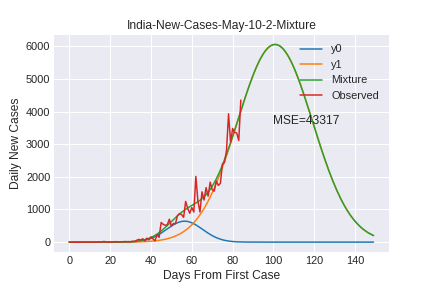 India-New-Cases-May-10-2-Mixture
Daily New Cases
6000
5000
4000
3000
2000
1000
0
y0
y1
Mixture
Observed
MSE=43317
0 20 40 60 80 100 120 140
Days From First Case